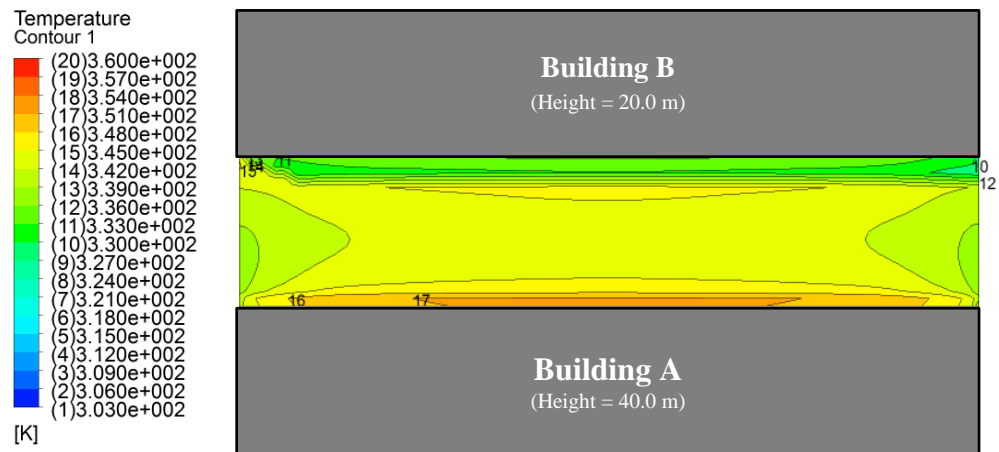 Temperature
Contour 1
(20)3.600e+002
(19)3.570e+002
(18)3.540e+002
(17)3.510e+002
(16)3.480e+002
(15)3.450e+002
(14)3.420e+002
(13)3.390e+002
(12)3.360e+002
(11)3.330e+002
(10)3.300e+002
(9)3.270e+002
(8)3.240e+002
(7)3.210e+002
(6)3.180e+002
(5)3.150e+002
(4)3.120e+002
(3)3.090e+002
(2)3.060e+002
(1)3.030e+002
[K]
Building B
(Height = 20.0 m)
11
14
15
10
12
16
17
Building A
(Height = 40.0 m)